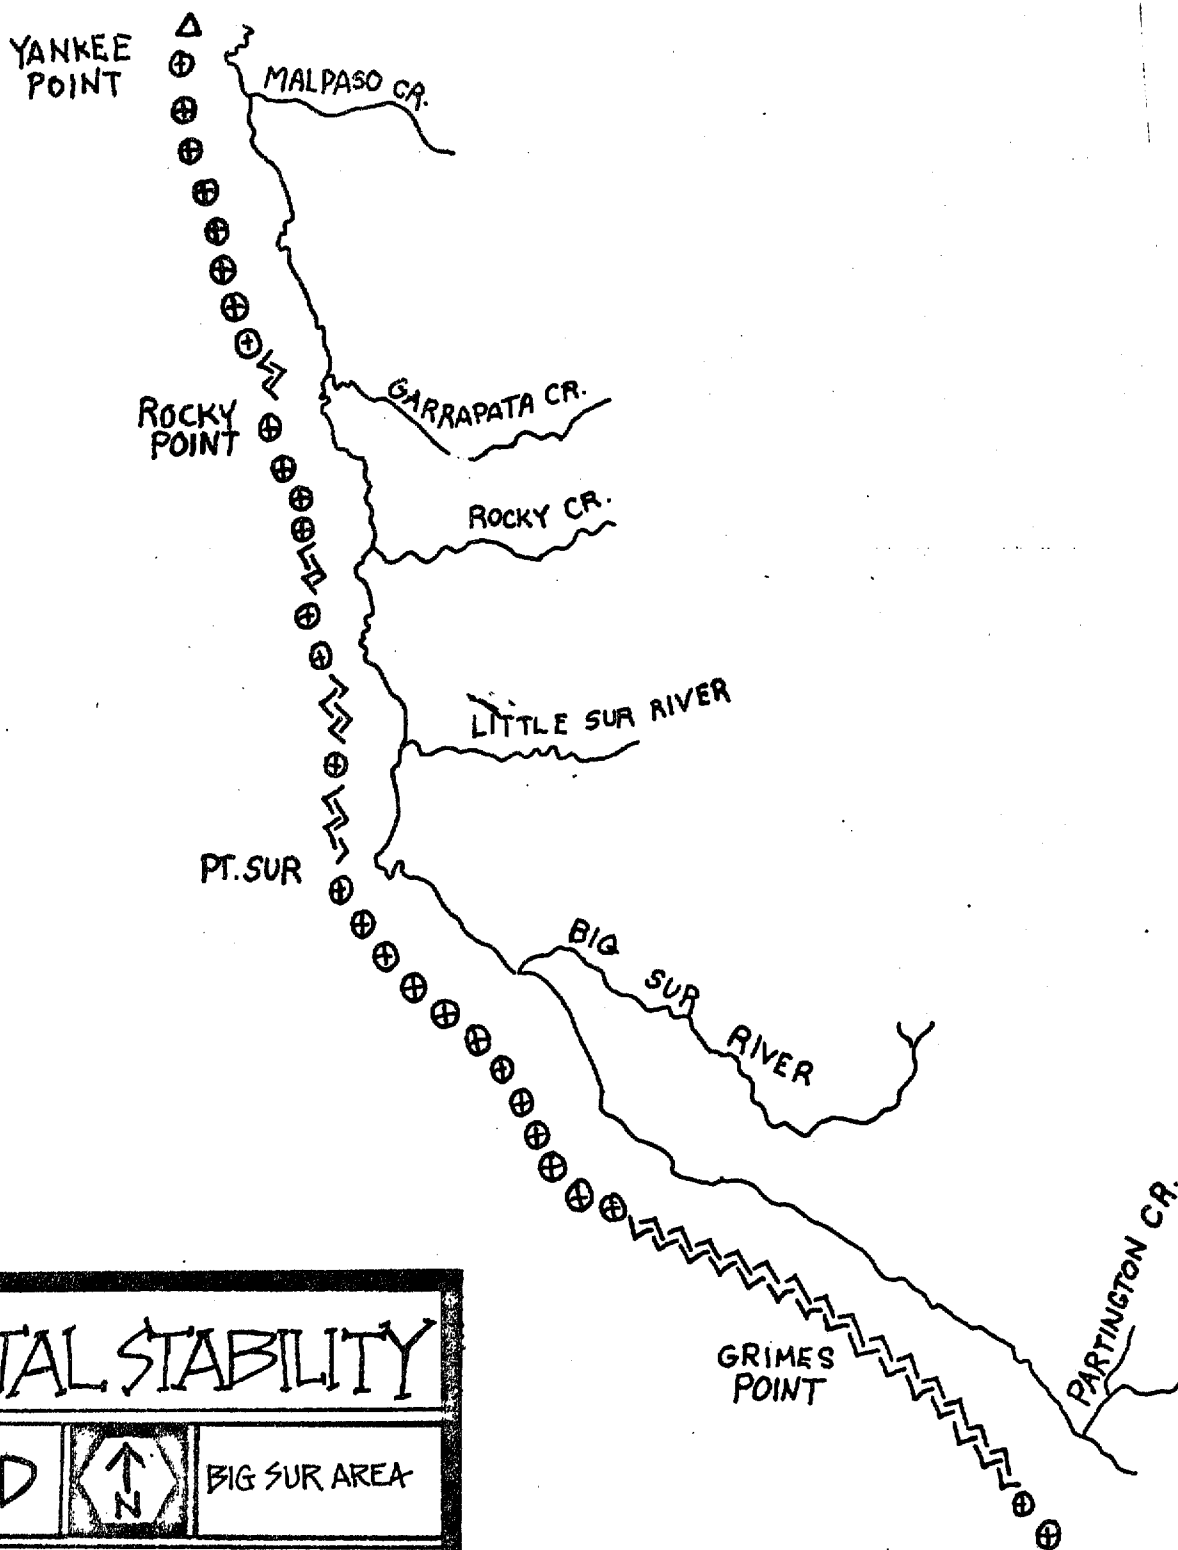 YANKEE
POINT
MALPASO CR.
GARRAPATA CR.
ROCKY
POINT
ROCKY CR.
LITTLE SUR RIVER
PT. SUR
BIG SUR RIVER
PARTINGTON CR.
GRIMES
POINT
TAL STABILITY
D
N
BIG SUR AREA